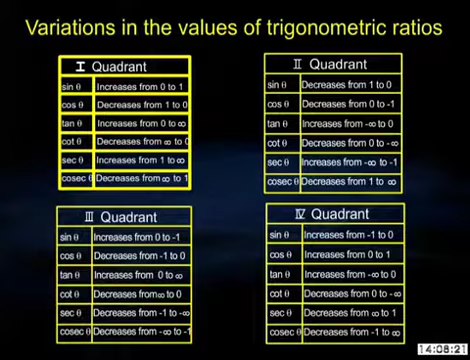 Variations in the values of trigonometric ratios
I Quadrant
sin θ Increases from 0 to 1
cos θ Decreases from 1 to 0
tan θ Increases from 0 to ∞
cot θ Decreases from ∞ to 0
sec θ Increases from 1 to ∞
cosec θ Decreases from ∞ to 1
II Quadrant
sin θ Decreases from 1 to 0
cos θ Decreases from 0 to -1
tan θ Increases from -∞ to 0
cot θ Decreases from 0 to -∞
sec θ Increases from -∞ to -1
cosec θ Decreases from 1 to ∞
III Quadrant
sin θ Increases from 0 to -1
cos θ Decreases from -1 to 0
tan θ Increases from 0 to ∞
cot θ Decreases from ∞ to 0
sec θ Decreases from -1 to -∞
cosec θ Decreases from -∞ to -1
IV Quadrant
sin θ Increases from -1 to 0
cos θ Increases from 0 to 1
tan θ Increases from -∞ to 0
cot θ Decreases from 0 to -∞
sec θ Decreases from ∞ to 1
cosec θ Decreases from -1 to ∞
14:08:21